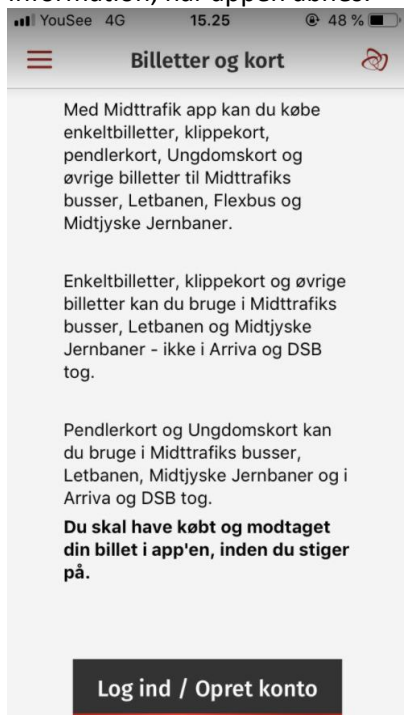 information, når appen åbnes.
YouSee 4G 15.25 48 %
Billetter og kort
Med Midttrafik app kan du købe
enkeltbilletter, klippekort,
pendlerkort, Ungdomskort og
øvrige billetter til Midttrafiks
busser, Letbanen, Flexbus og
Midtjyske Jernbaner.
Enkeltbilletter, klippekort og øvrige
billetter kan du bruge i Midttrafiks
busser, Letbanen og Midtjyske
Jernbaner - ikke i Arriva og DSB
tog.
Pendlerkort og Ungdomskort kan
du bruge i Midttrafiks busser,
Letbanen, Midtjyske Jernbaner og i
Arriva og DSB tog.
Du skal have købt og modtaget
din billet i app'en, inden du stiger
på.
Log ind / Opret konto